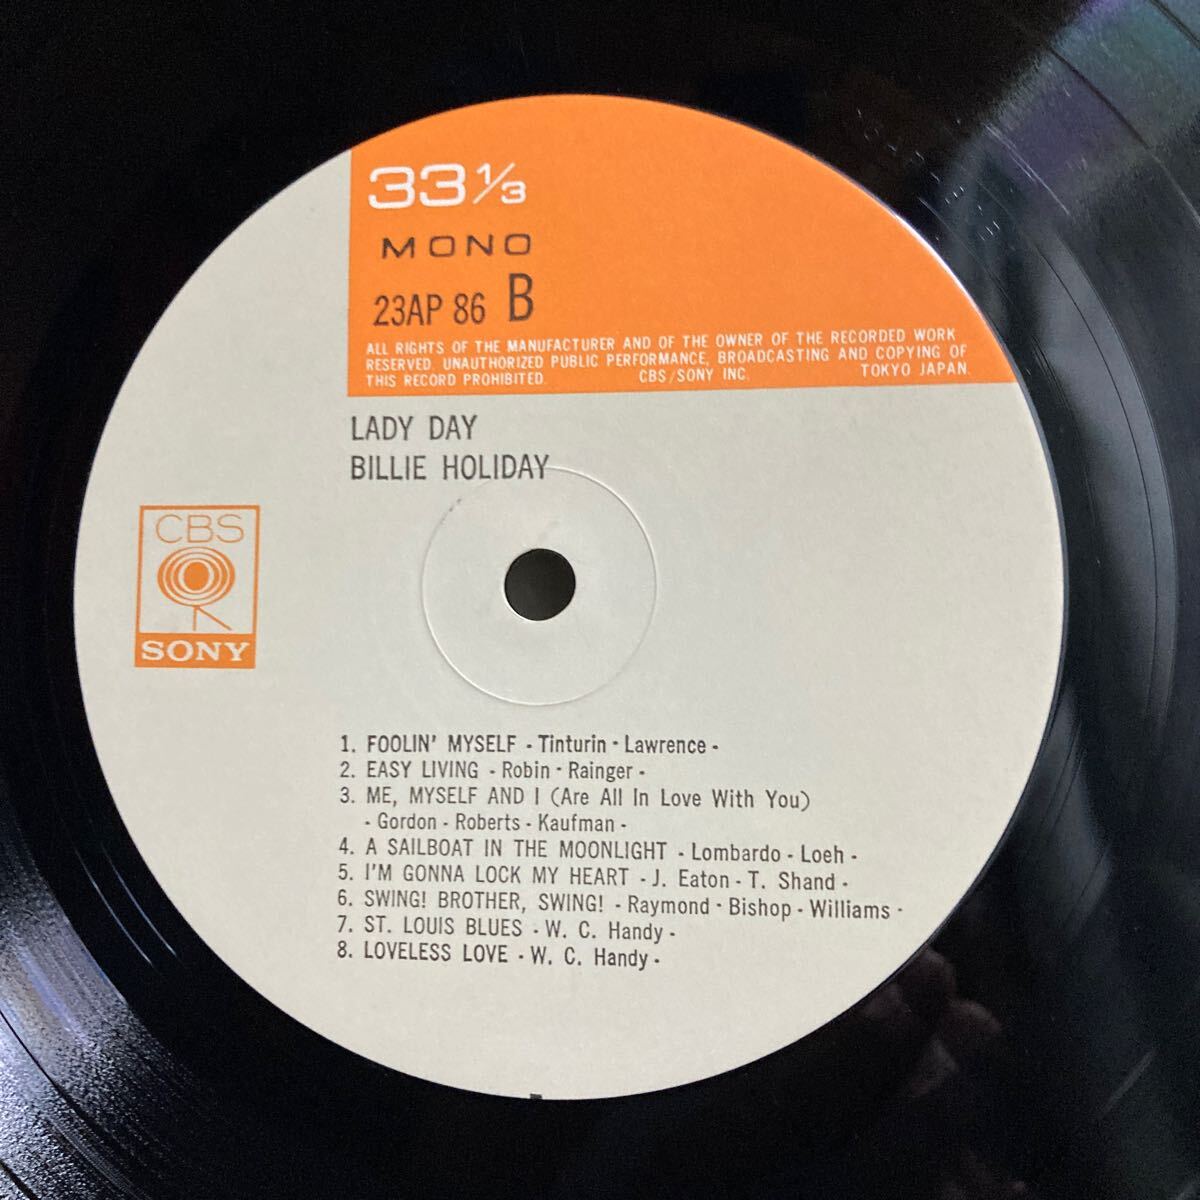 33 1/3
MONO
23AP 86 B
ALL RIGHTS OF THE MANUFACTURER AND OF THE OWNER OF THE RECORDED WORK
RESERVED. UNAUTHORIZED PUBLIC PERFORMANCE, BROADCASTING AND COPYING OF
THIS RECORD PROHIBITED. CBS/SONY INC. TOKYO JAPAN.
LADY DAY
BILLIE HOLIDAY
CBS
SONY
1. FOOLIN' MYSELF - Tinturin - Lawrence -
2. EASY LIVING - Robin - Rainger -
3. ME, MYSELF AND I (Are All In Love With You)
- Gordon - Roberts - Kaufman -
4. A SAILBOAT IN THE MOONLIGHT - Lombardo - Loeh -
5. I'M GONNA LOCK MY HEART - J. Eaton - T. Shand -
6. SWING! BROTHER, SWING! - Raymond - Bishop - Williams -
7. ST. LOUIS BLUES - W. C. Handy -
8. LOVELESS LOVE - W. C. Handy -